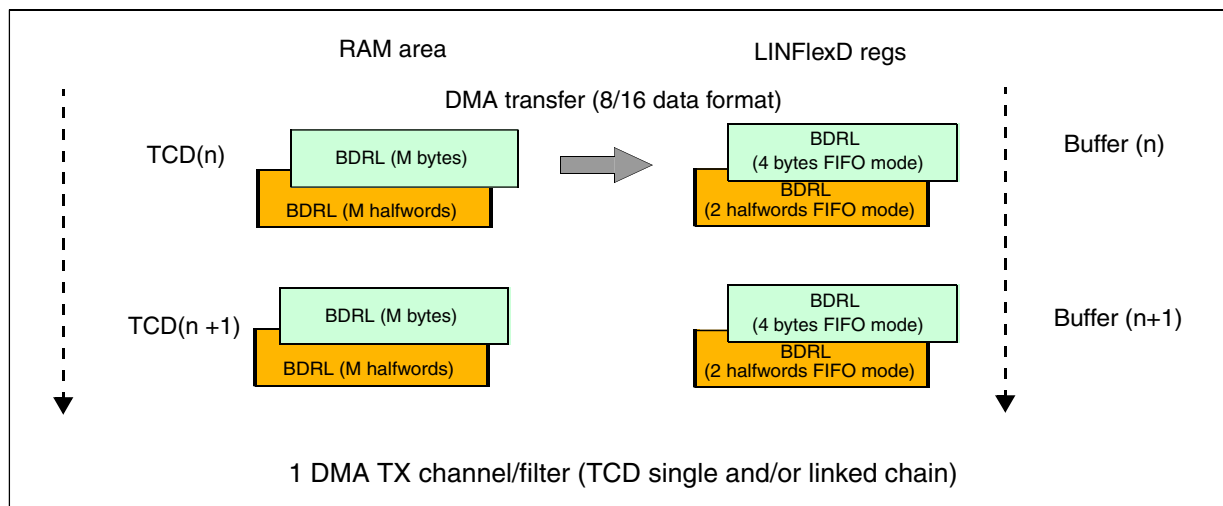 RAM area
LINFlexD regs
DMA transfer (8/16 data format)
TCD(n)
BDRL (M bytes)
BDRL (M halfwords)
BDRL
(4 bytes FIFO mode)
BDRL
(2 halfwords FIFO mode)
Buffer (n)
TCD(n +1)
BDRL (M bytes)
BDRL (M halfwords)
BDRL
(4 bytes FIFO mode)
BDRL
(2 halfwords FIFO mode)
Buffer (n+1)
1 DMA TX channel/filter (TCD single and/or linked chain)